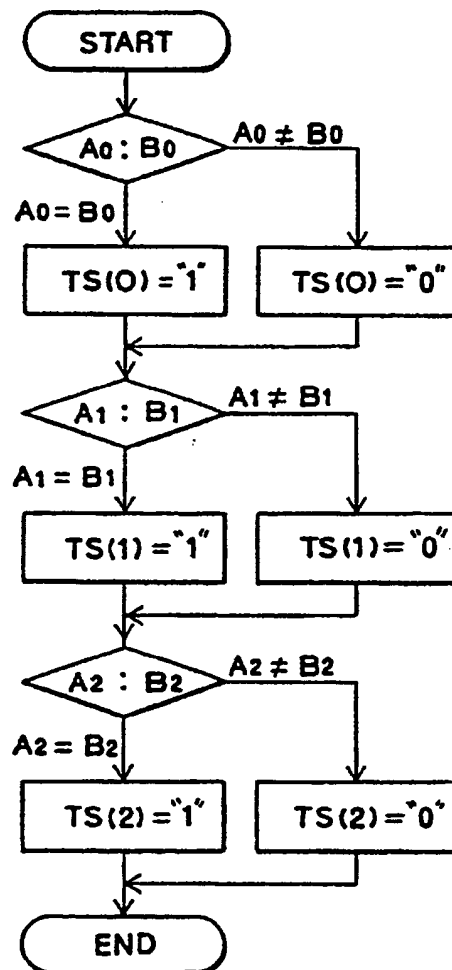 START
A0 : B0
A0 ≠ B0
A0 = B0
TS(0) = "1"
TS(0) = "0"
A1 : B1
A1 ≠ B1
A1 = B1
TS(1) = "1"
TS(1) = "0"
A2 : B2
A2 ≠ B2
A2 = B2
TS(2) = "1"
TS(2) = "0"
END